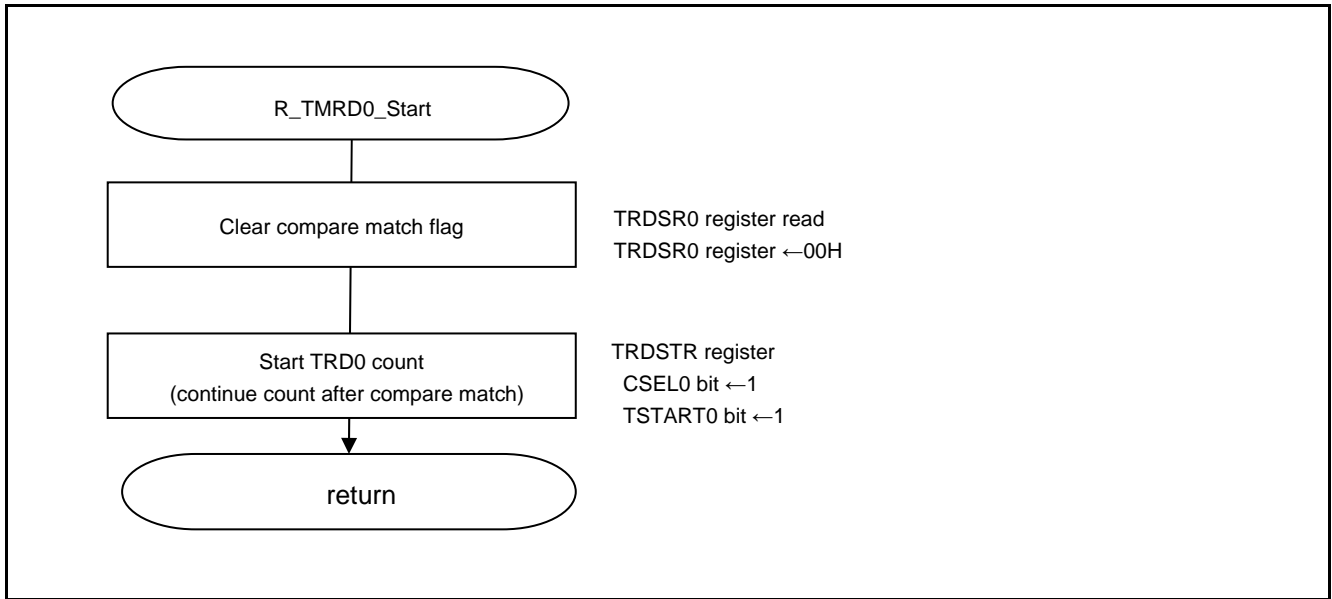 R_TMRD0_Start
Clear compare match flag
TRDSR0 register read
TRDSR0 register ←00H
Start TRD0 count
(continue count after compare match)
TRDSTR register
CSEL0 bit ←1
TSTART0 bit ←1
return